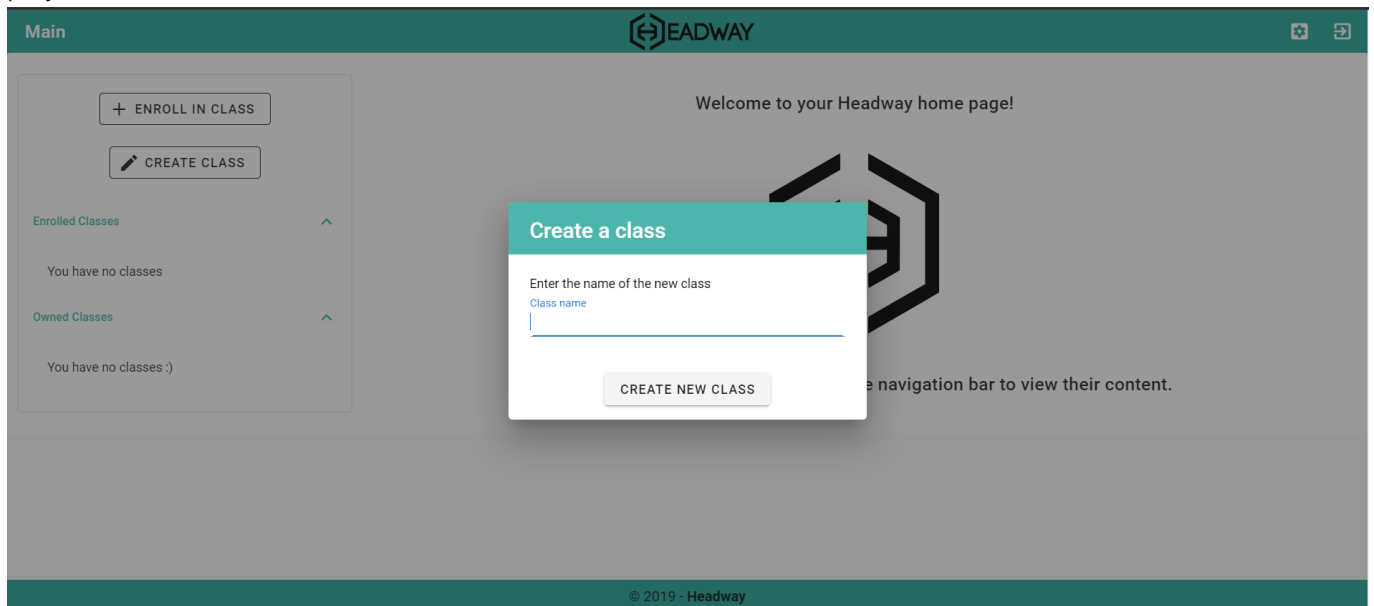 Main
HEADWAY
+ ENROLL IN CLASS
CREATE CLASS
Enrolled Classes
You have no classes
Owned Classes
You have no classes :)
Welcome to your Headway home page!
Create a class
Enter the name of the new class
Class name
CREATE NEW CLASS
navigation bar to view their content.
© 2019 - Headway